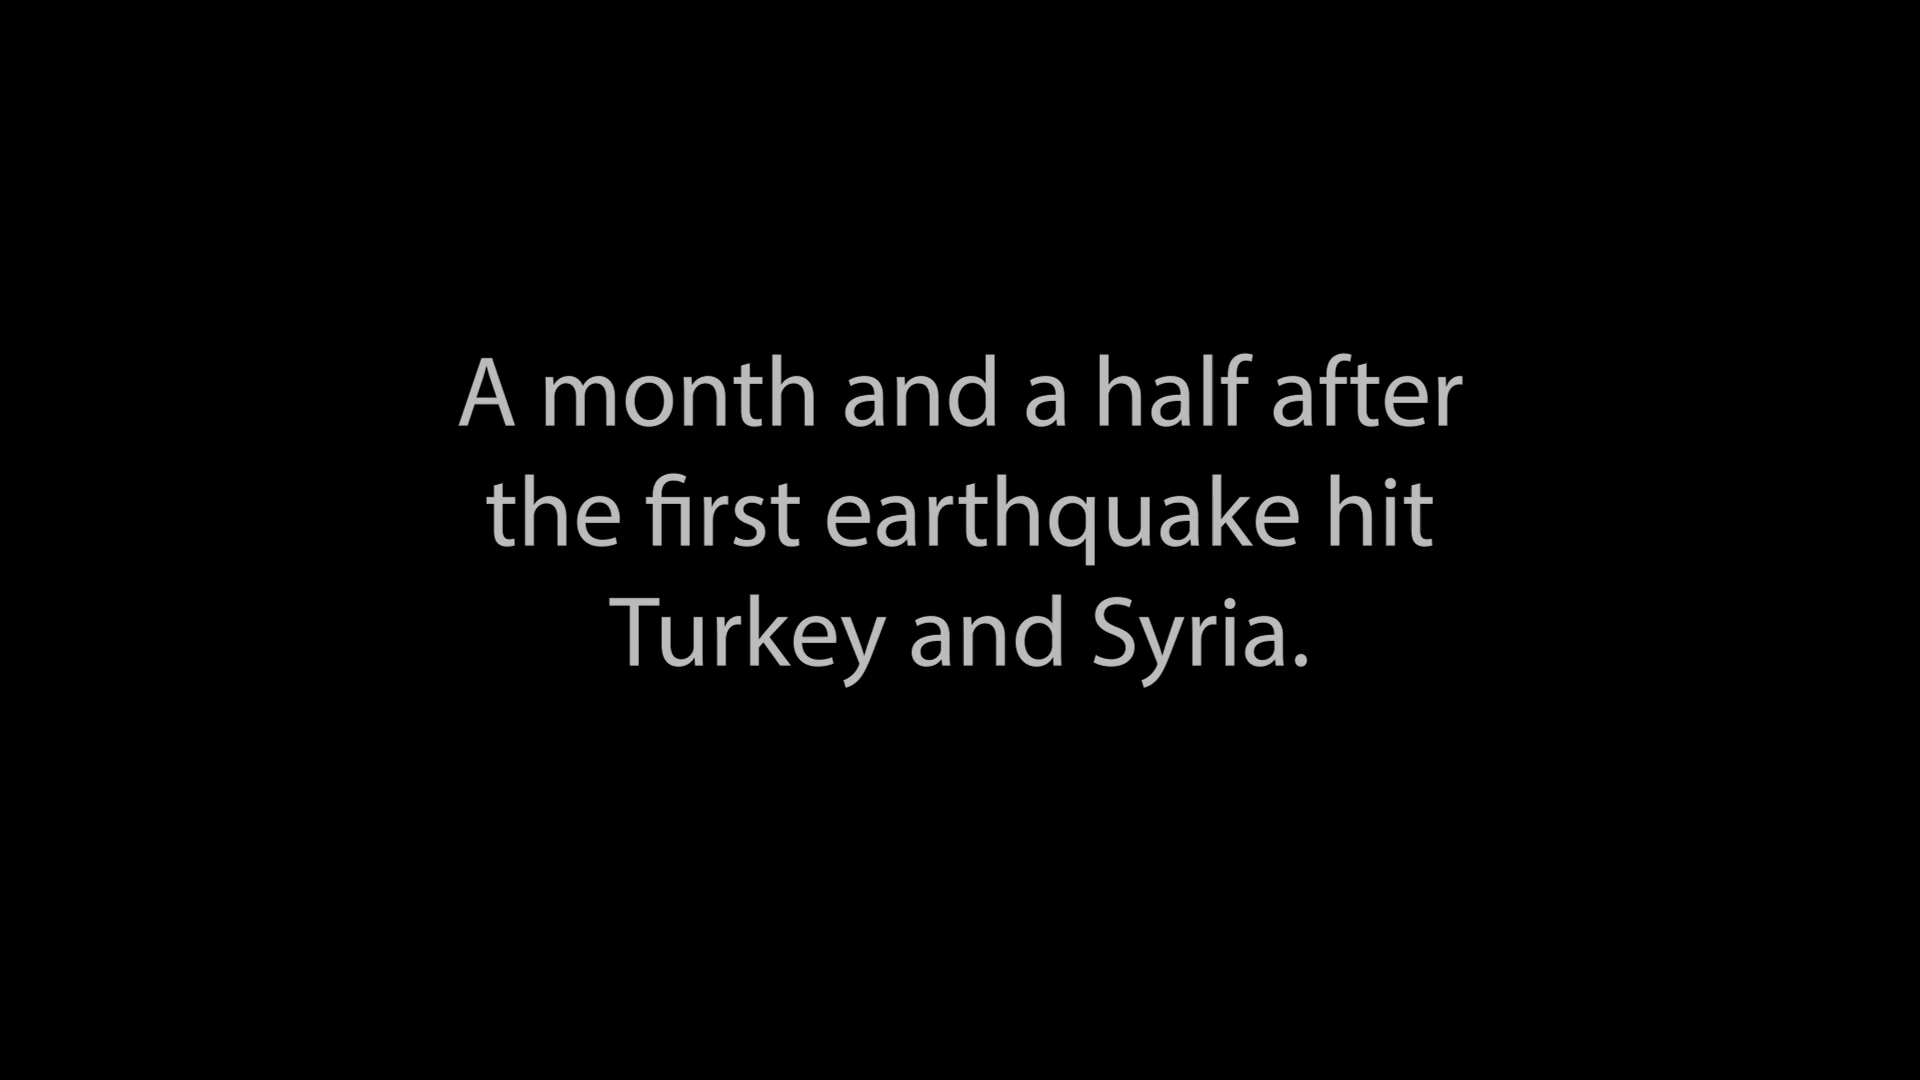 A month and a half after
the first earthquake hit
Turkey and Syria.